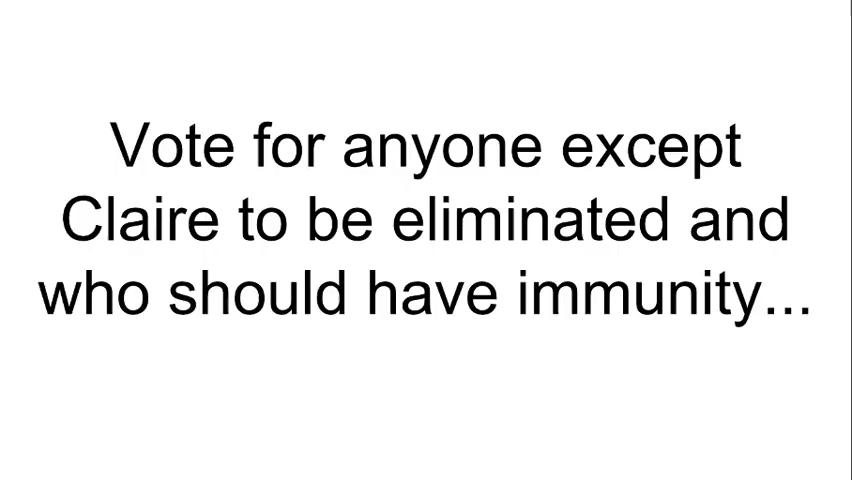 Vote for anyone except
Claire to be eliminated and
who should have immunity...